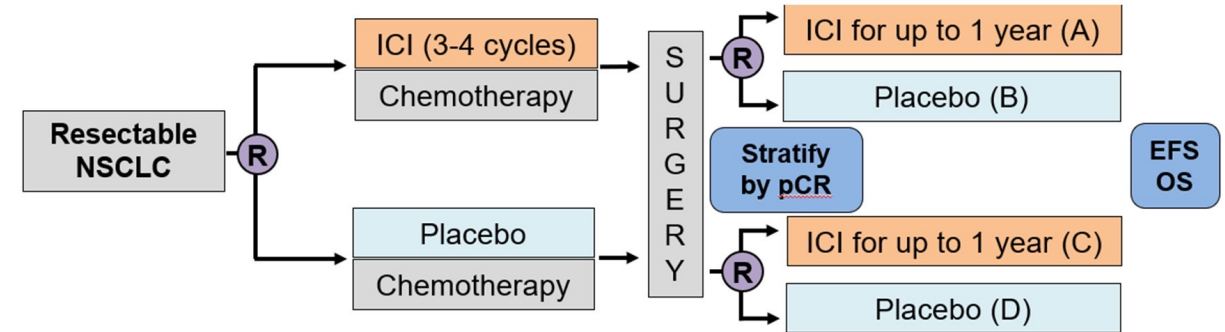 Resectable
NSCLC
R
ICI (3-4 cycles)
Chemotherapy
Placebo
Chemotherapy
S
U
R
G
E
R
Y
R
ICI for up to 1 year (A)
Placebo (B)
Stratify
by pCR
R
ICI for up to 1 year (C)
Placebo (D)
EFS
OS